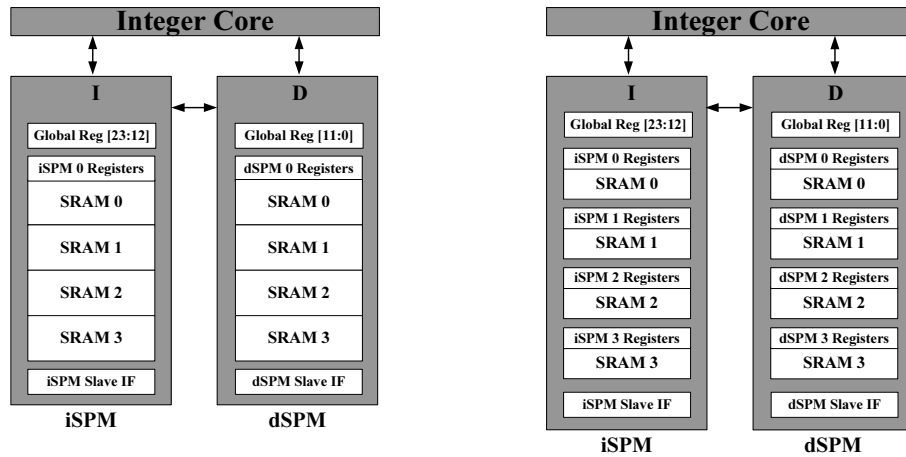 Integer Core
I
D
Global Reg [23:12]
Global Reg [11:0]
iSPM 0 Registers
dSPM 0 Registers
SRAM 0
SRAM 0
SRAM 1
SRAM 1
SRAM 2
SRAM 2
SRAM 3
SRAM 3
iSPM Slave IF
dSPM Slave IF
iSPM
dSPM
Integer Core
I
D
Global Reg [23:12]
Global Reg [11:0]
iSPM 0 Registers
dSPM 0 Registers
SRAM 0
SRAM 0
iSPM 1 Registers
dSPM 1 Registers
SRAM 1
SRAM 1
iSPM 2 Registers
dSPM 2 Registers
SRAM 2
SRAM 2
iSPM 3 Registers
dSPM 3 Registers
SRAM 3
SRAM 3
iSPM Slave IF
dSPM Slave IF
iSPM
dSPM